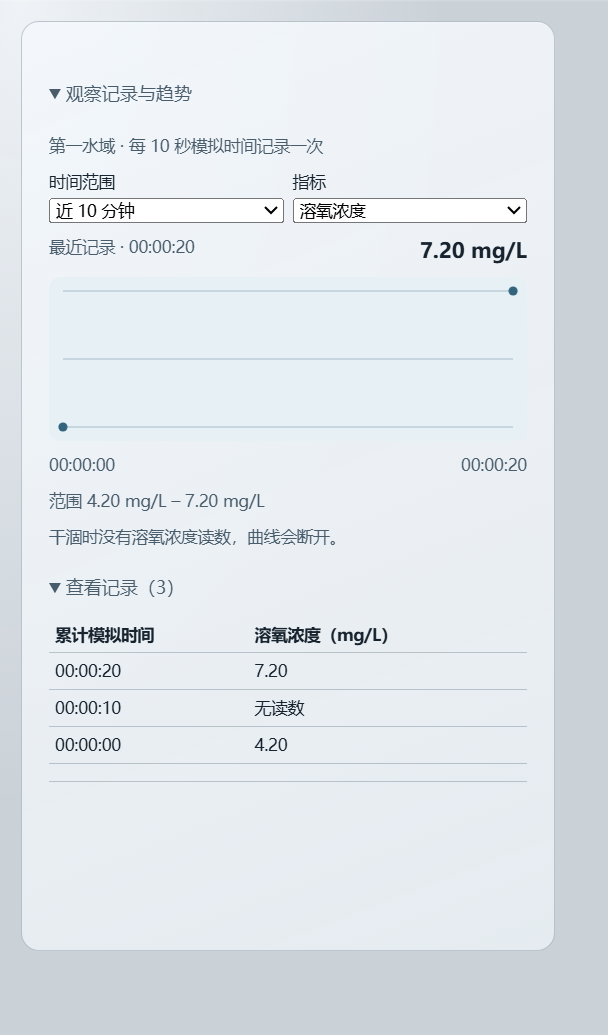 ▼ 观察记录与趋势
第一水域 · 每 10 秒模拟时间记录一次
时间范围 指标
近 10 分钟 溶氧浓度
最近记录 · 00:00:20 7.20 mg/L
00:00:00 00:00:20
范围 4.20 mg/L – 7.20 mg/L
干涸时没有溶氧浓度读数，曲线会断开。
▼ 查看记录（3）
累计模拟时间 溶氧浓度（mg/L）
00:00:20 7.20
00:00:10 无读数
00:00:00 4.20